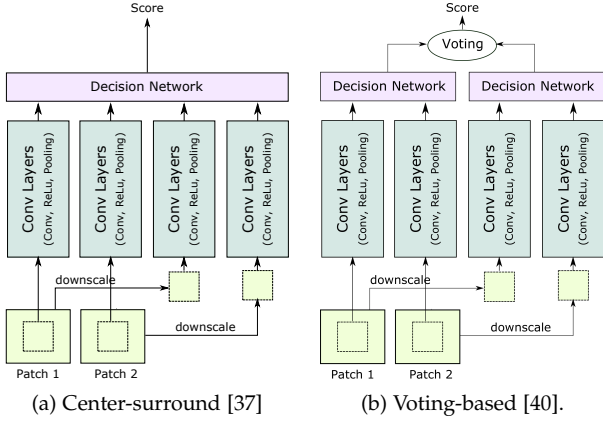 Score
Decision Network
Conv Layers
(Conv, ReLu, Pooling)
Conv Layers
(Conv, ReLu, Pooling)
Conv Layers
(Conv, ReLu, Pooling)
Conv Layers
(Conv, ReLu, Pooling)
downscale
downscale
Patch 1
Patch 2
(a) Center-surround [37]
Score
Voting
Decision Network
Decision Network
Conv Layers
(Conv, ReLu, Pooling)
Conv Layers
(Conv, ReLu, Pooling)
Conv Layers
(Conv, ReLu, Pooling)
Conv Layers
(Conv, ReLu, Pooling)
downscale
downscale
Patch 1
Patch 2
(b) Voting-based [40].